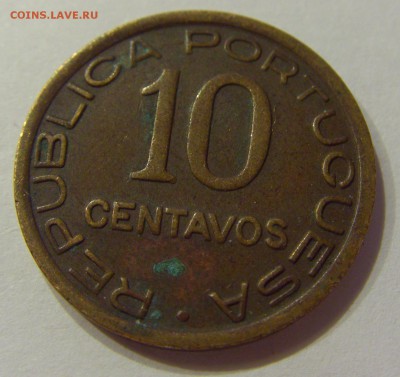 COINS.LAVE.RU
REPUBLICA PORTUGUESA
10
CENTAVOS